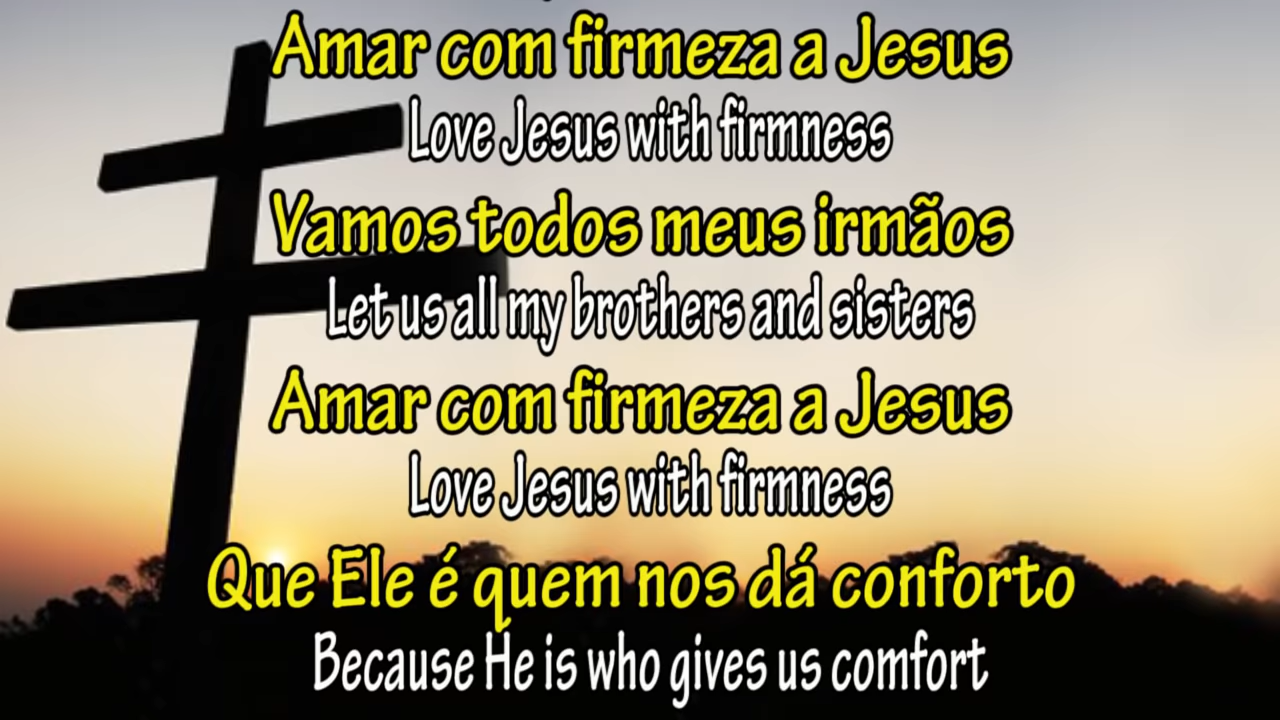 Amar com firmeza a Jesus
Love Jesus with firmness
Vamos todos meus irmãos
Let us all my brothers and sisters
Amar com firmeza a Jesus
Love Jesus with firmness
Que Ele é quem nos dá conforto
Because He is who gives us comfort